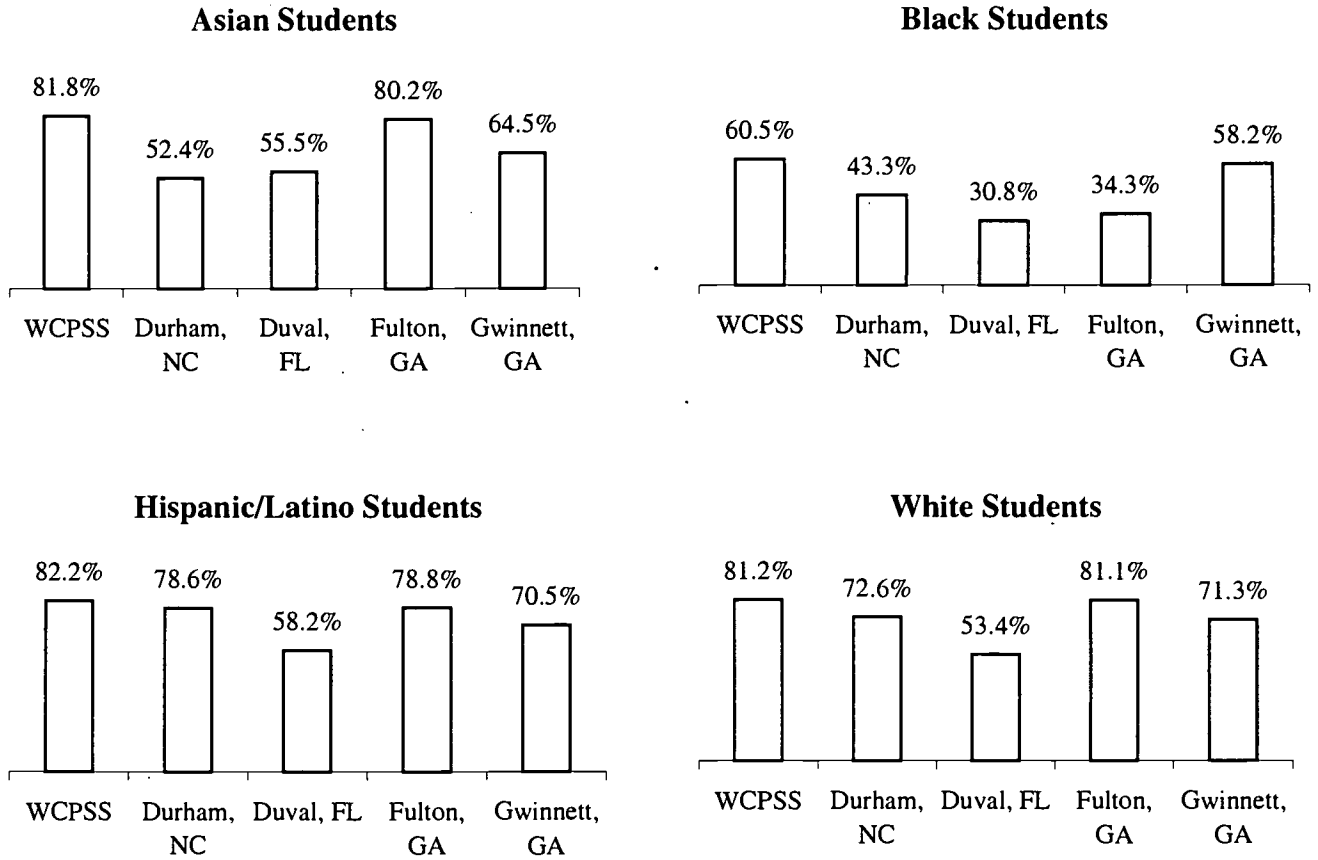 Asian Students
81.8%
52.4%
55.5%
80.2%
64.5%
WCPSS
Durham,
NC
Duval,
FL
Fulton,
GA
Gwinnett,
GA
Black Students
60.5%
43.3%
30.8%
34.3%
58.2%
WCPSS
Durham,
NC
Duval, FL
Fulton,
GA
Gwinnett,
GA
Hispanic/Latino Students
82.2%
78.6%
58.2%
78.8%
70.5%
WCPSS
Durham,
NC
Duval, FL
Fulton,
GA
Gwinnett,
GA
White Students
81.2%
72.6%
53.4%
81.1%
71.3%
WCPSS
Durham,
NC
Duval, FL
Fulton,
GA
Gwinnett,
GA